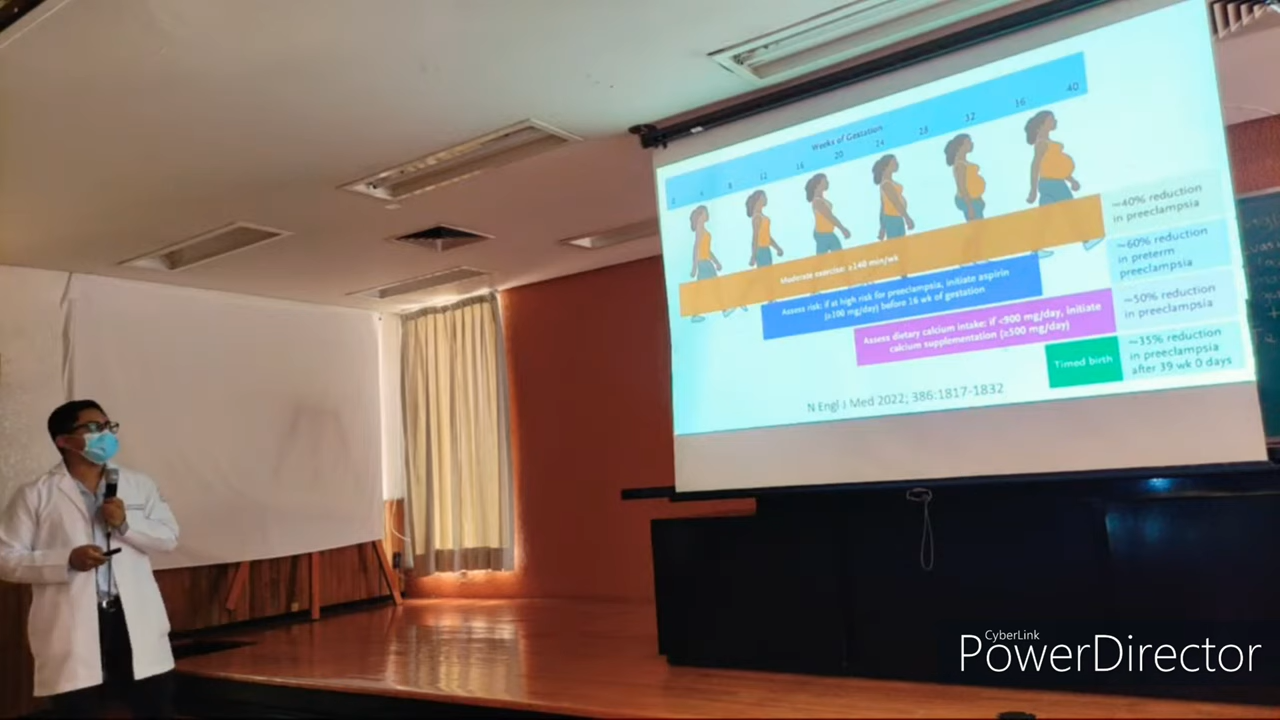 Weeks of Gestation
0 4 8 12 16 20 24 28 32 36 40
Moderate exercise: ≥140 min/wk
~40% reduction
in preeclampsia
Assess risk: if at high risk for preeclampsia, initiate aspirin
(≥100 mg/day) before 16 wk of gestation
~60% reduction
in preterm
preeclampsia
Assess dietary calcium intake: if <900 mg/day, initiate
calcium supplementation (≥500 mg/day)
~50% reduction
in preeclampsia
Timed birth
~35% reduction
in preeclampsia
after 39 wk 0 days
N Engl J Med 2022; 386:1817-1832
CyberLink
PowerDirector